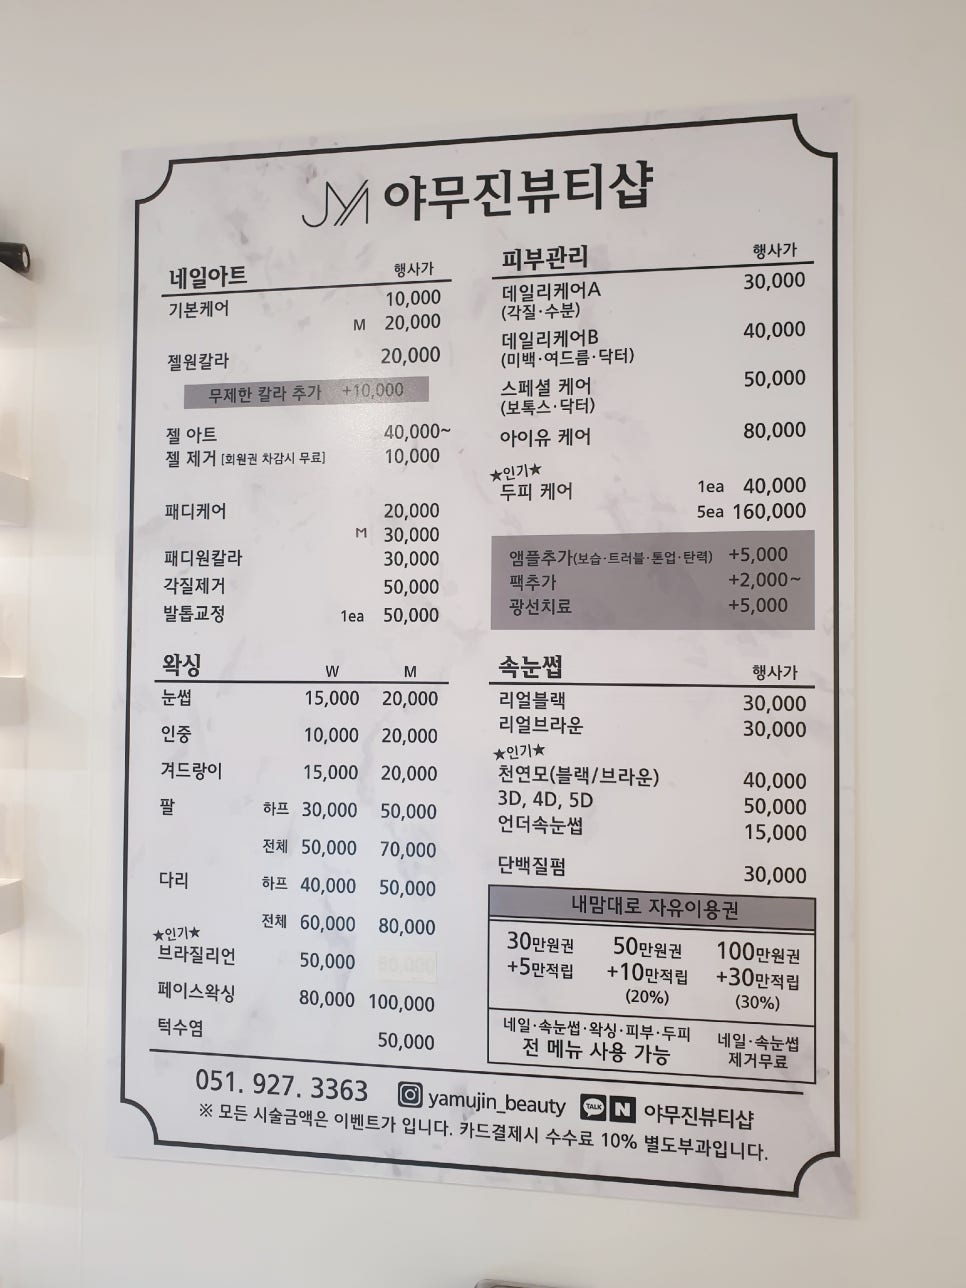 JYM 야무진뷰티샵
네일아트 행사가
기본케어 10,000
M 20,000
젤원칼라 20,000
무제한 칼라 추가 +10,000
젤 아트 40,000~
젤 제거 [회원권 차감시 무료] 10,000
패디케어 20,000
M 30,000
패디원칼라 30,000
각질제거 50,000
발톱교정 1ea 50,000
왁싱 W M
눈썹 15,000 20,000
인중 10,000 20,000
겨드랑이 15,000 20,000
팔 하프 30,000 50,000
전체 50,000 70,000
다리 하프 40,000 50,000
전체 60,000 80,000
★인기★
브라질리언 50,000
페이스왁싱 80,000 100,000
턱수염 50,000
피부관리 행사가
데일리케어A 30,000
(각질·수분)
데일리케어B 40,000
(미백·여드름·닥터)
스페셜 케어 50,000
(보톡스·닥터)
아이유 케어 80,000
★인기★
두피 케어 1ea 40,000
5ea 160,000
앰플추가(보습·트러블·톤업·탄력) +5,000
팩추가 +2,000~
광선치료 +5,000
속눈썹 행사가
리얼블랙 30,000
리얼브라운 30,000
★인기★
천연모(블랙/브라운) 40,000
3D, 4D, 5D 50,000
언더속눈썹 15,000
단백질펌 30,000
내맘대로 자유이용권
30만원권 50만원권 100만원권
+5만적립 +10만적립 +30만적립
(20%) (30%)
네일·속눈썹·왁싱·피부·두피 네일·속눈썹
전 메뉴 사용 가능 제거무료
051. 927. 3363 yamujin_beauty TALK N 야무진뷰티샵
※ 모든 시술금액은 이벤트가 입니다. 카드결제시 수수료 10% 별도부과입니다.